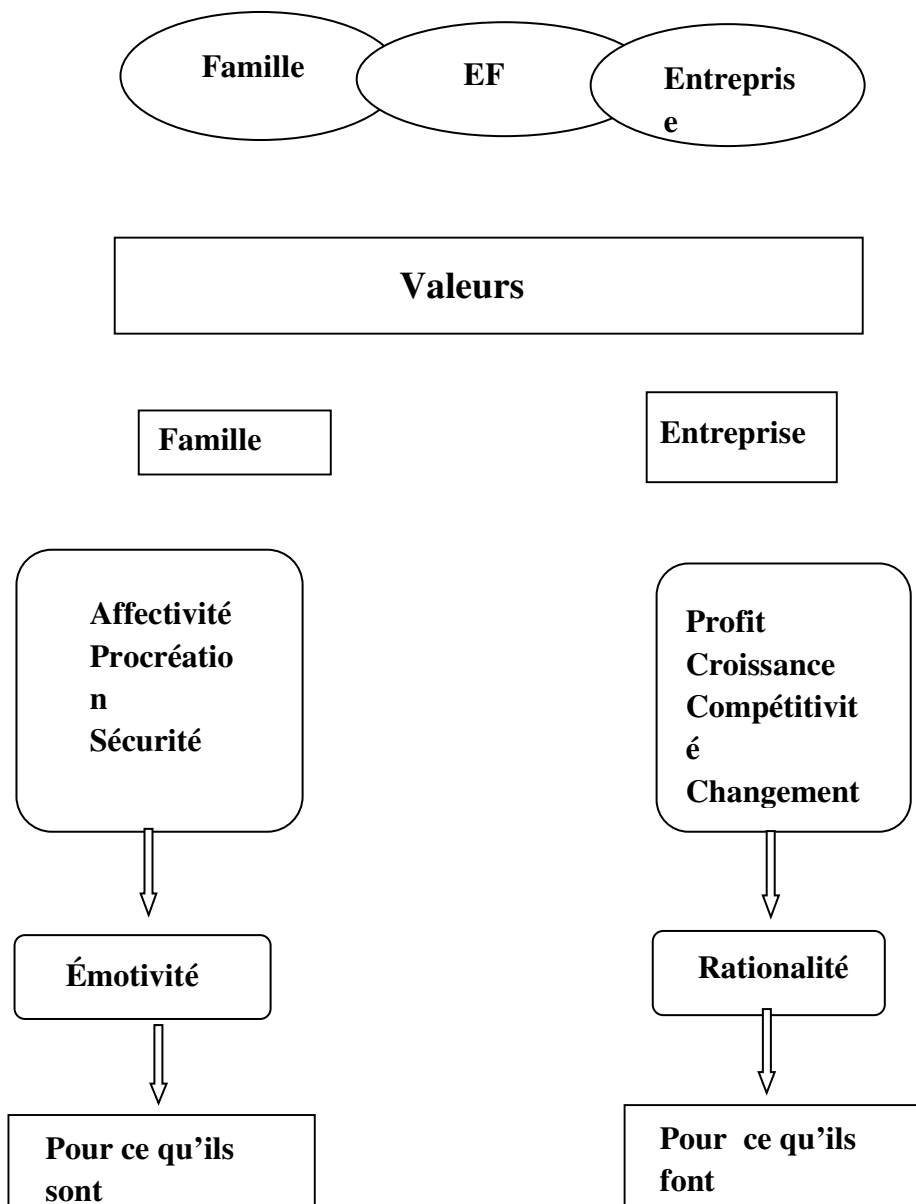 Famille
EF
Entrepris
e
Valeurs
Famille
Entreprise
Affectivité
Procréatio
n
Sécurité
Profit
Croissance
Compétitivit
é
Changement
Émotivité
Rationalité
Pour ce qu’ils
sont
Pour ce qu’ils
font